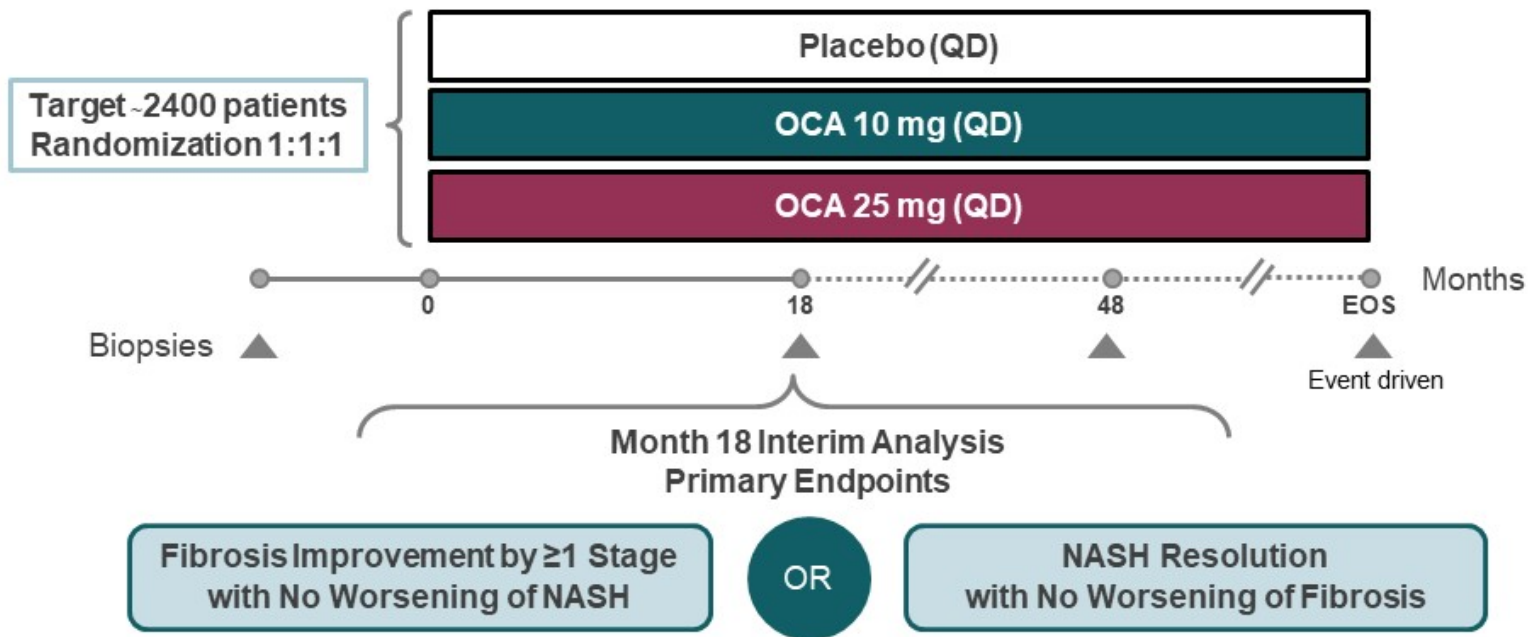 Placebo (QD)
Target ~2400 patients
Randomization 1:1:1
OCA 10 mg (QD)
OCA 25 mg (QD)
Months
0
18
48
EOS
Biopsies
Event driven
Month 18 Interim Analysis
Primary Endpoints
Fibrosis Improvement by ≥1 Stage
with No Worsening of NASH
OR
NASH Resolution
with No Worsening of Fibrosis